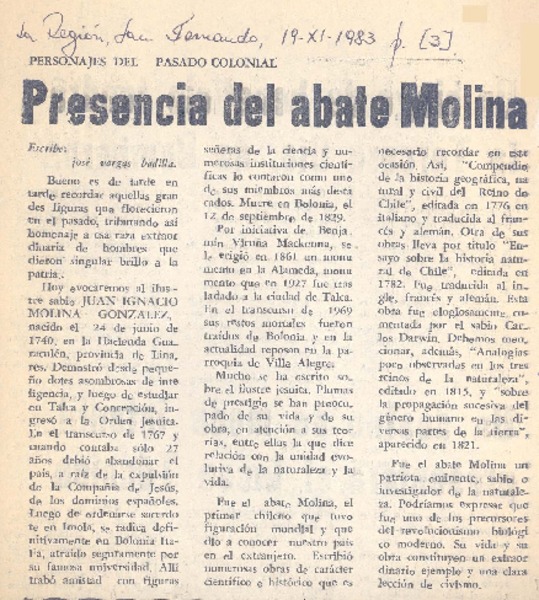 La Región, San Fernando, 19-XI-1983 p. [3].
PERSONAJES DEL PASADO COLONIAL
Presencia del abate Molina
Escribe:
josé vargas badilla.
Bueno es de tarde en
tarde recordar aquellas gran
des figuras que florecieron
en el pasado, tributando así
homenaje a esa raza extraor
dinaria de hombres que
dieron singular brillo a la
patria.
Hoy evocaremos al ilus
tre sabio JUAN IGNACIO
MOLINA GONZALEZ,
nacido el 24 de junio de
1740, en la Hacienda Gua
raculén, provincia de Lina
res. Demostró desde peque
ño dotes asombrosas de inte
ligencia, y luego de estudiar
en Talca y Concepción, in
gresó a la Orden Jesuita.
En el transcurso de 1767 y
cuando contaba sólo 27
años debió abandonar el
país, a raíz de la expulsión
de la Compañía de Jesús,
de los dominios españoles.
Luego de ordenarse sacerdo
te en Imola, se radica defi
nitivamente en Bolonia Ita
lia, atraído seguramente por
su famosa universidad. Allí
trabó amistad con figuras
señeras de la ciencia y nu-
merosas instituciones cientí-
ficas lo contaron como uno
de sus miembros más desta
cados. Muere en Bolonia, el
12 de septiembre de 1829.
Por iniciativa de Benja
mín Vicuña Mackenna, se
le erigió en 1861 un mo
numento en la Alameda, monu
mento que en 1927 fue tras
ladado a la ciudad de Talca.
En el transcurso de 1969
sus restos mortales fueron
traídos de Bolonia y en la
actualidad reposan en la pa
rroquia de Villa Alegre.
Mucho se ha escrito so
bre el ilustre jesuita. Plumas
de prestigio se han preocu
pado de su vida y de su
obra, en atención a sus teo
rías, entre ellas la que dice
relación con la unidad evo
lutiva de la naturaleza y la
vida.
Fue el abate Molina, el
primer chileno que tuvo
figuración mundial y que
dio a conocer nuestro país
en el extranjero. Escribió
numerosas obras de carácter
científico e histórico que es
necesario recordar en esta
ocasión. Así, "Compendio
de la historia geográfica, na
tural y civil del Reino de
Chile", editada en 1776 en
italiano y traducida al fran
cés y alemán. Otra de sus
obras lleva por título "En
sayo sobre la historia natu
ral de Chile", editada en
1782. Fue traducida al in
gle, francés y alemán. Esta
obra fue elogiosamente co
mentada por el sabio Car
los Darwin. Debemos men
cionar, además, "Analogías
poco observadas en los tres
reinos de la naturaleza",
editado en 1815, y "sobre
la propagación sucesiva del
género humano en las di
versas partes de la tierra",
aparecido en 1821.
Fue el abate Molina un
patriota eminente, sabio e
investigador de la naturale
za. Podríamos expresar que
fue uno de los precursores
del revolucionismo bioló
gico moderno. Su vida y su
obra constituyen un extraor
dinario ejemplo y una clara
lección de civismo.